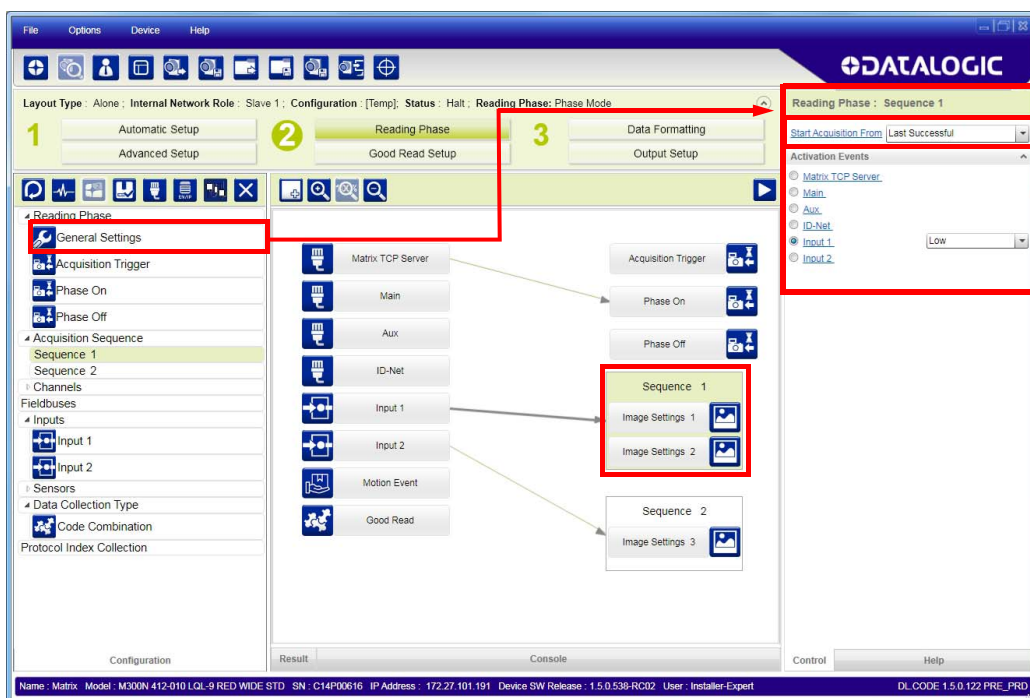 File Options Device Help
DATALOGIC
Layout Type : Alone ; Internal Network Role : Slave 1 ; Configuration : [Temp]; Status : Halt ; Reading Phase: Phase Mode
1 Automatic Setup
Advanced Setup
2 Reading Phase
Good Read Setup
3 Data Formatting
Output Setup
Reading Phase
General Settings
Acquisition Trigger
Phase On
Phase Off
Acquisition Sequence
Sequence 1
Sequence 2
Channels
Fieldbuses
Inputs
Input 1
Input 2
Sensors
Data Collection Type
Code Combination
Protocol Index Collection
Configuration
Matrix TCP Server
Main
Aux
ID-Net
Input 1
Input 2
Motion Event
Good Read
Acquisition Trigger
Phase On
Phase Off
Sequence 1
Image Settings 1
Image Settings 2
Sequence 2
Image Settings 3
Result Console
Reading Phase : Sequence 1
Start Acquisition From Last Successful
Activation Events
Matrix TCP Server
Main
Aux
ID-Net
Input 1 Low
Input 2
Control Help
Name : Matrix Model : M300N 412-010 LQL-9 RED WIDE STD SN : C14P00616 IP Address : 172.27.101.191 Device SW Release : 1.5.0.538-RC02 User : Installer-Expert DL.CODE 1.5.0.122 PRE_PRD